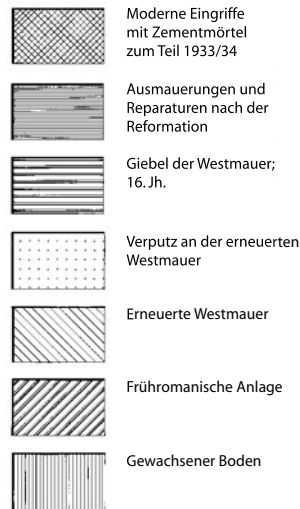 Moderne Eingriffe
mit Zementmörtel
zum Teil 1933/34
Ausmauerungen und
Reparaturen nach der
Reformation
Giebel der Westmauer;
16. Jh.
Verputz an der erneuerten
Westmauer
Erneuerte Westmauer
Frühromanische Anlage
Gewachsener Boden